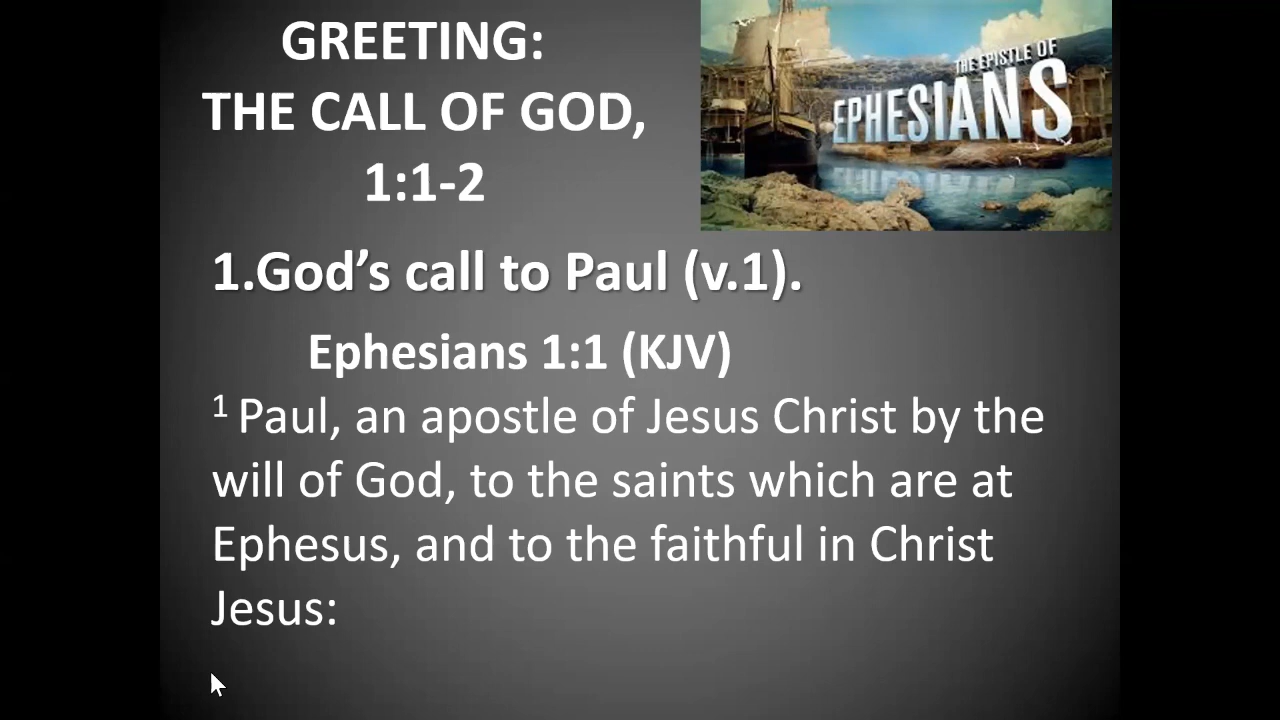 GREETING:
THE CALL OF GOD,
1:1-2
THE EPISTLE OF
EPHESIANS
1.God’s call to Paul (v.1).
Ephesians 1:1 (KJV)
1 Paul, an apostle of Jesus Christ by the
will of God, to the saints which are at
Ephesus, and to the faithful in Christ
Jesus: